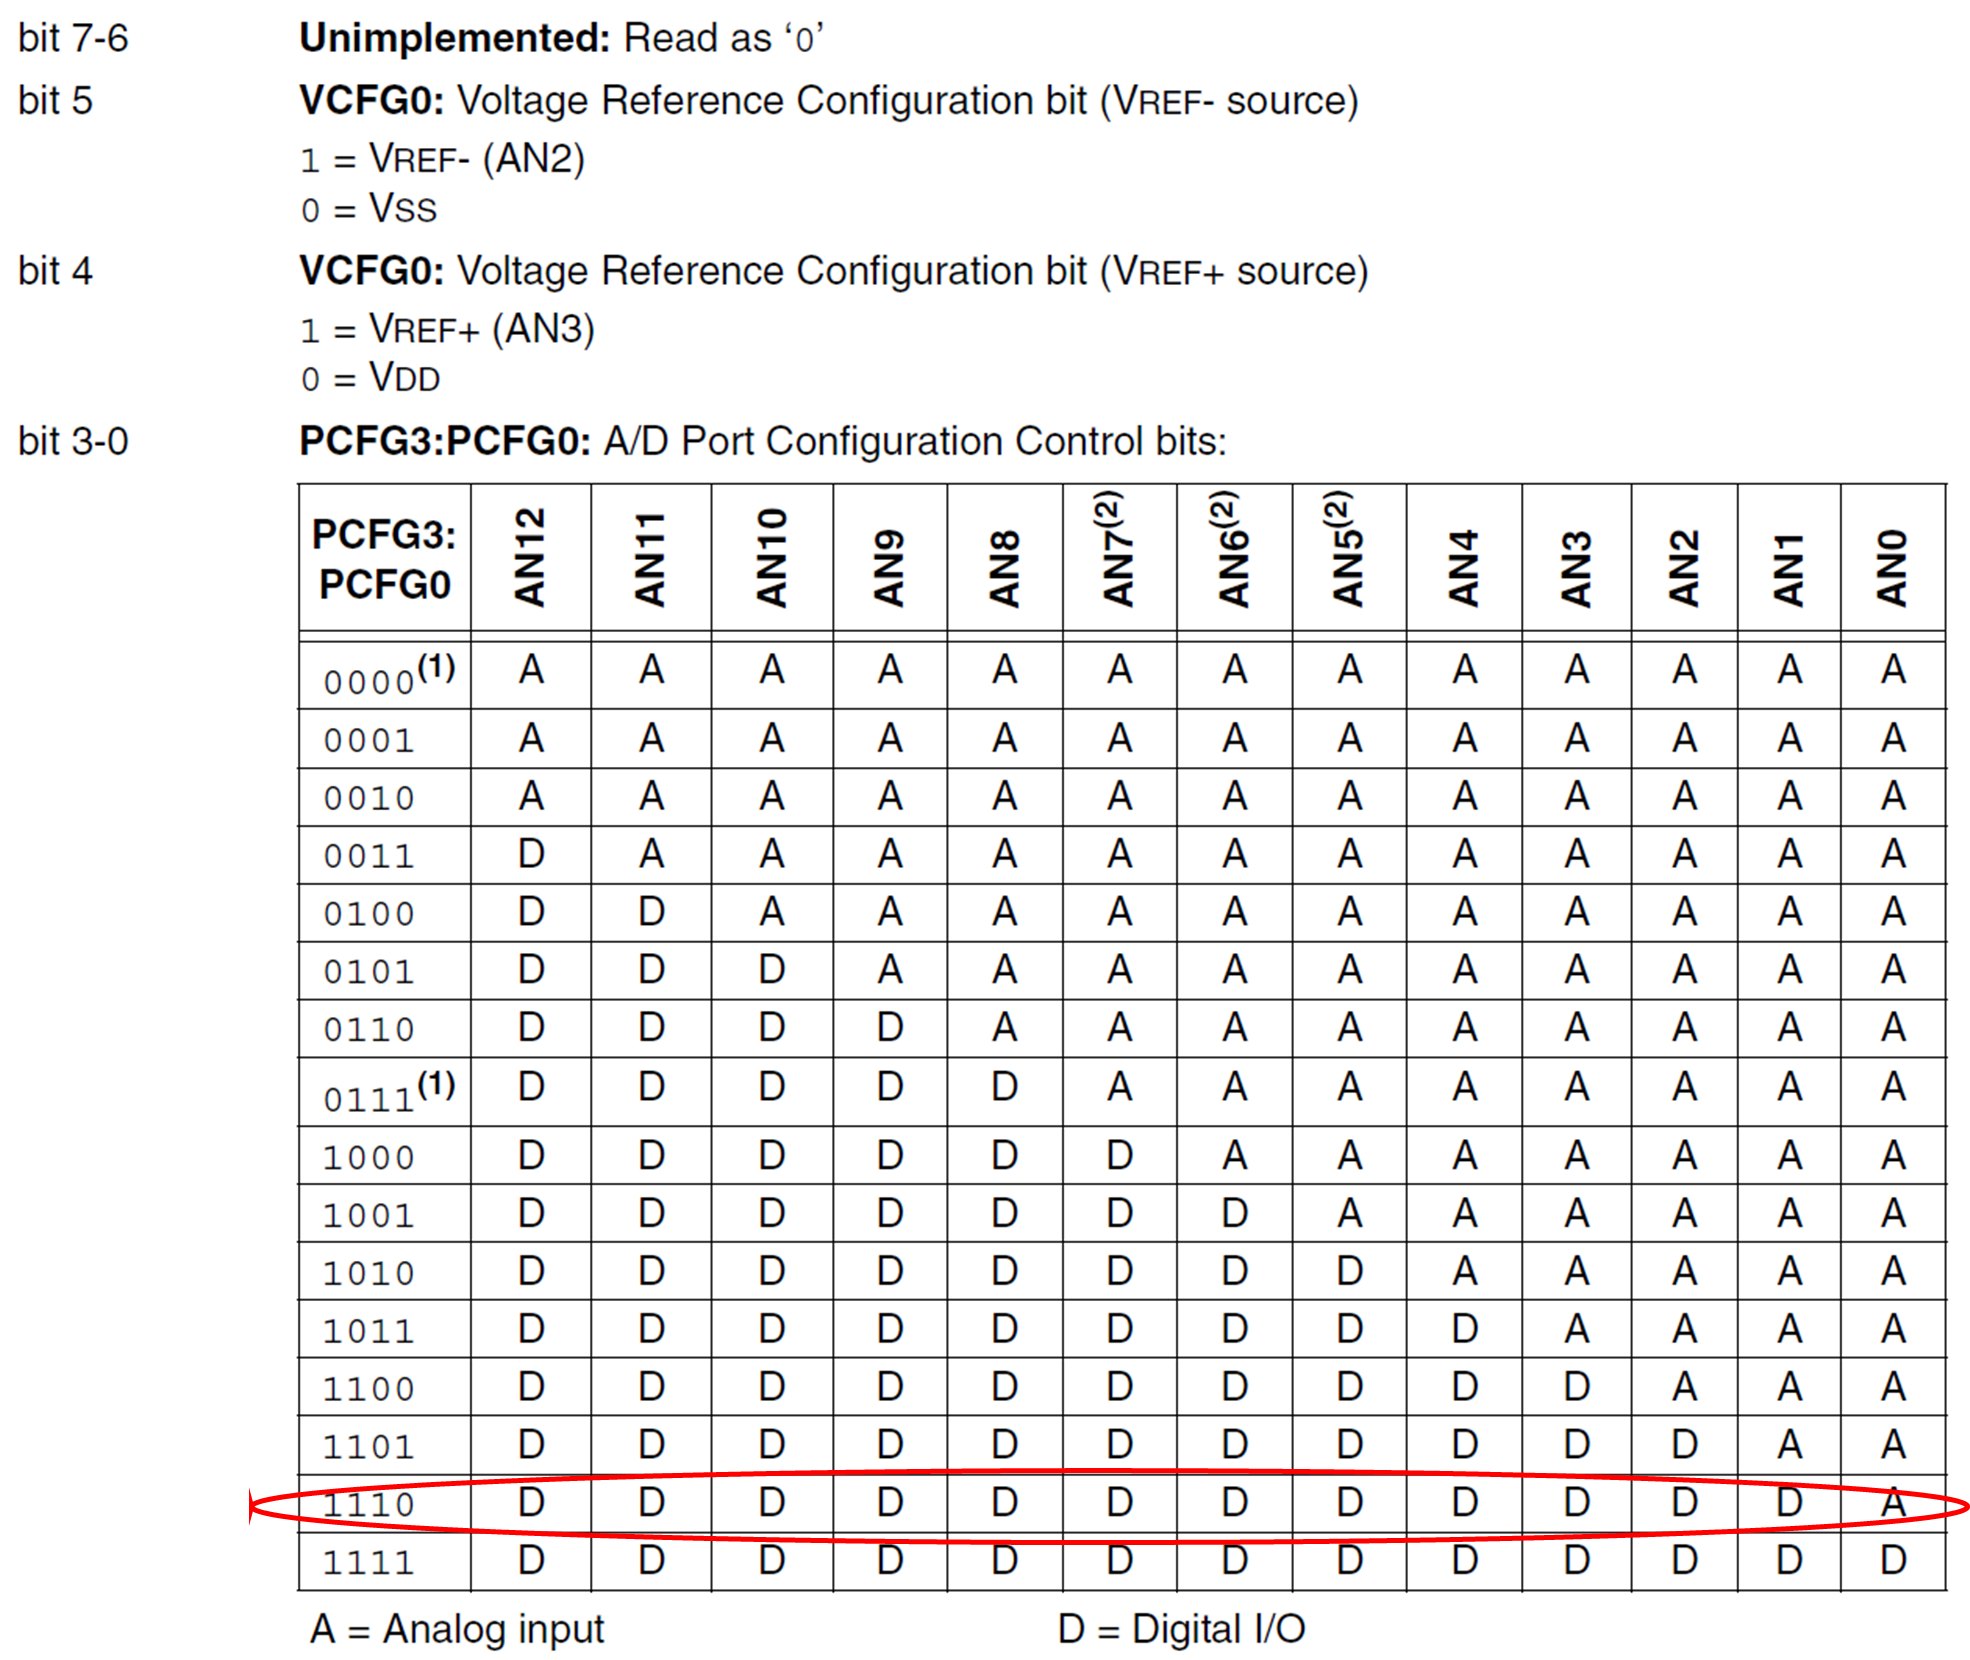 bit 7-6 Unimplemented: Read as ‘0’
bit 5 VCFG0: Voltage Reference Configuration bit (VREF- source)
1 = VREF- (AN2)
0 = VSS
bit 4 VCFG0: Voltage Reference Configuration bit (VREF+ source)
1 = VREF+ (AN3)
0 = VDD
bit 3-0 PCFG3:PCFG0: A/D Port Configuration Control bits:
PCFG3: PCFG0 AN12 AN11 AN10 AN9 AN8 AN7(2) AN6(2) AN5(2) AN4 AN3 AN2 AN1 AN0
0000(1) A A A A A A A A A A A A A
0001 A A A A A A A A A A A A A
0010 A A A A A A A A A A A A A
0011 D A A A A A A A A A A A A
0100 D D A A A A A A A A A A A
0101 D D D A A A A A A A A A A
0110 D D D D A A A A A A A A A
0111(1) D D D D D A A A A A A A A
1000 D D D D D D A A A A A A A
1001 D D D D D D D A A A A A A
1010 D D D D D D D D A A A A A
1011 D D D D D D D D D A A A A
1100 D D D D D D D D D D A A A
1101 D D D D D D D D D D D A A
1110 D D D D D D D D D D D D A
1111 D D D D D D D D D D D D D
A = Analog input D = Digital I/O